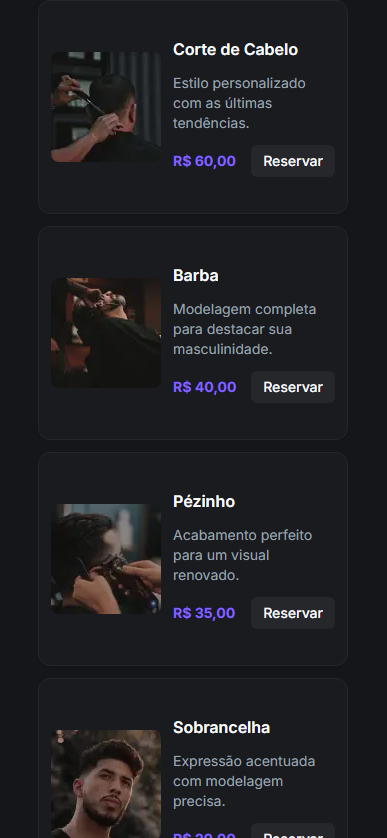 Corte de Cabelo
Estilo personalizado
com as últimas
tendências.
R$ 60,00 Reservar
Barba
Modelagem completa
para destacar sua
masculinidade.
R$ 40,00 Reservar
Pézinho
Acabamento perfeito
para um visual
renovado.
R$ 35,00 Reservar
Sobrancelha
Expressão acentuada
com modelagem
precisa.
R$ 20,00 Reservar